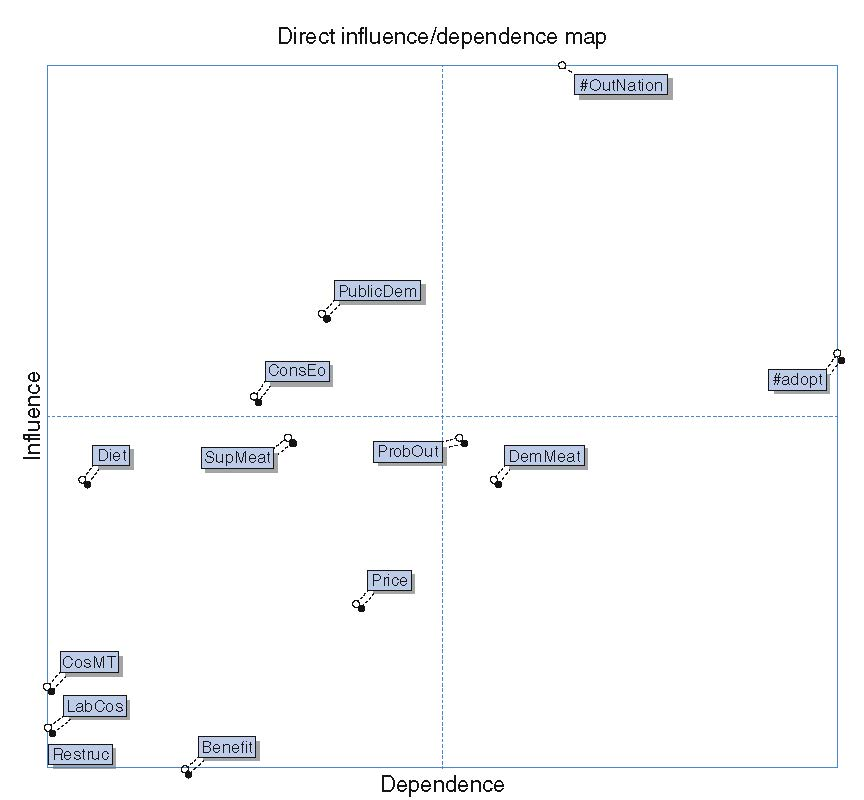 Direct influence/dependence map
#OutNation
PublicDem
ConsEo
#adopt
Influence
Diet
SupMeat
ProbOut
DemMeat
Price
CosMT
LabCos
Restruc
Benefit
Dependence